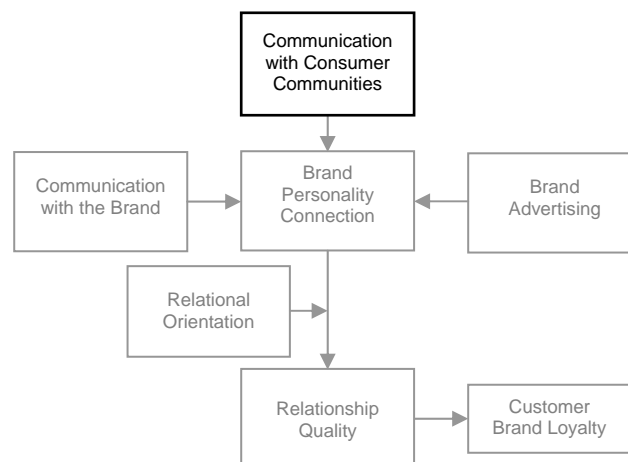 Communication
with Consumer
Communities
Communication
with the Brand
Brand
Personality
Connection
Brand
Advertising
Relational
Orientation
Relationship
Quality
Customer
Brand Loyalty